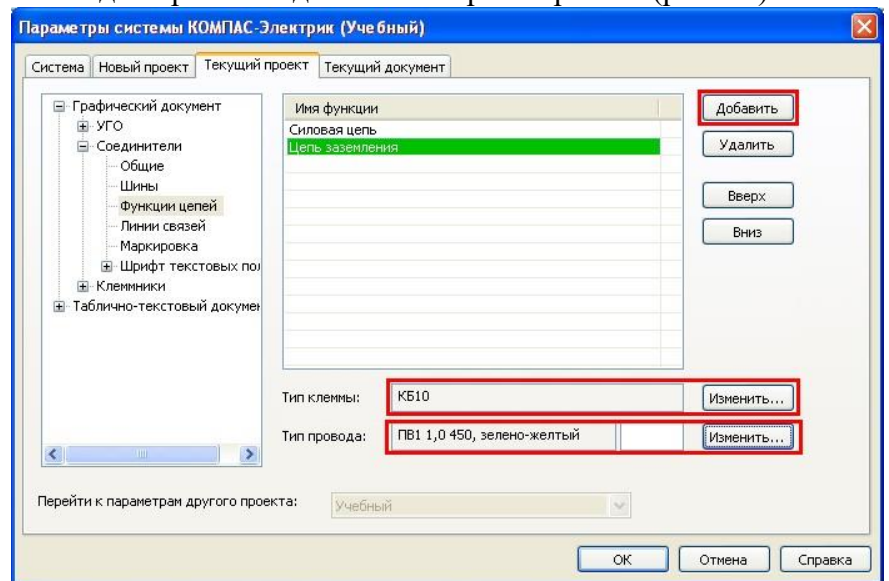 Параметры системы КОМПАС-Электрик (Учебный)
Система Новый проект Текущий проект Текущий документ
Графический документ
УГО
Соединители
Общие
Шины
Функции цепей
Линии связей
Маркировка
Шрифт текстовых пол
Клеммники
Таблично-текстовый докумен
Имя функции
Силовая цепь
Цепь заземления
Добавить
Удалить
Вверх
Вниз
Тип клеммы: КБ10 Изменить...
Тип провода: ПВ1 1,0 450, зелено-желтый Изменить...
Перейти к параметрам другого проекта: Учебный
ОК Отмена Справка